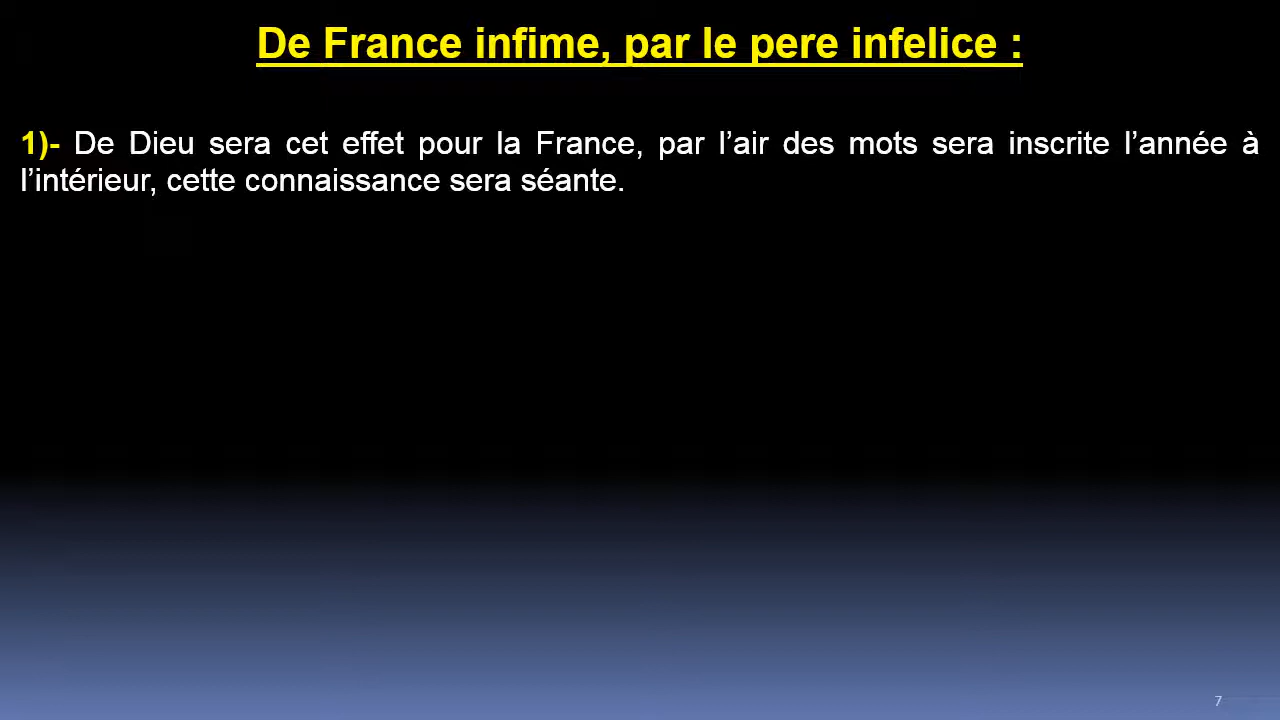 De France infime, par le pere infelice :
1)- De Dieu sera cet effet pour la France, par l’air des mots sera inscrite l’année à
l’intérieur, cette connaissance sera séante.
7